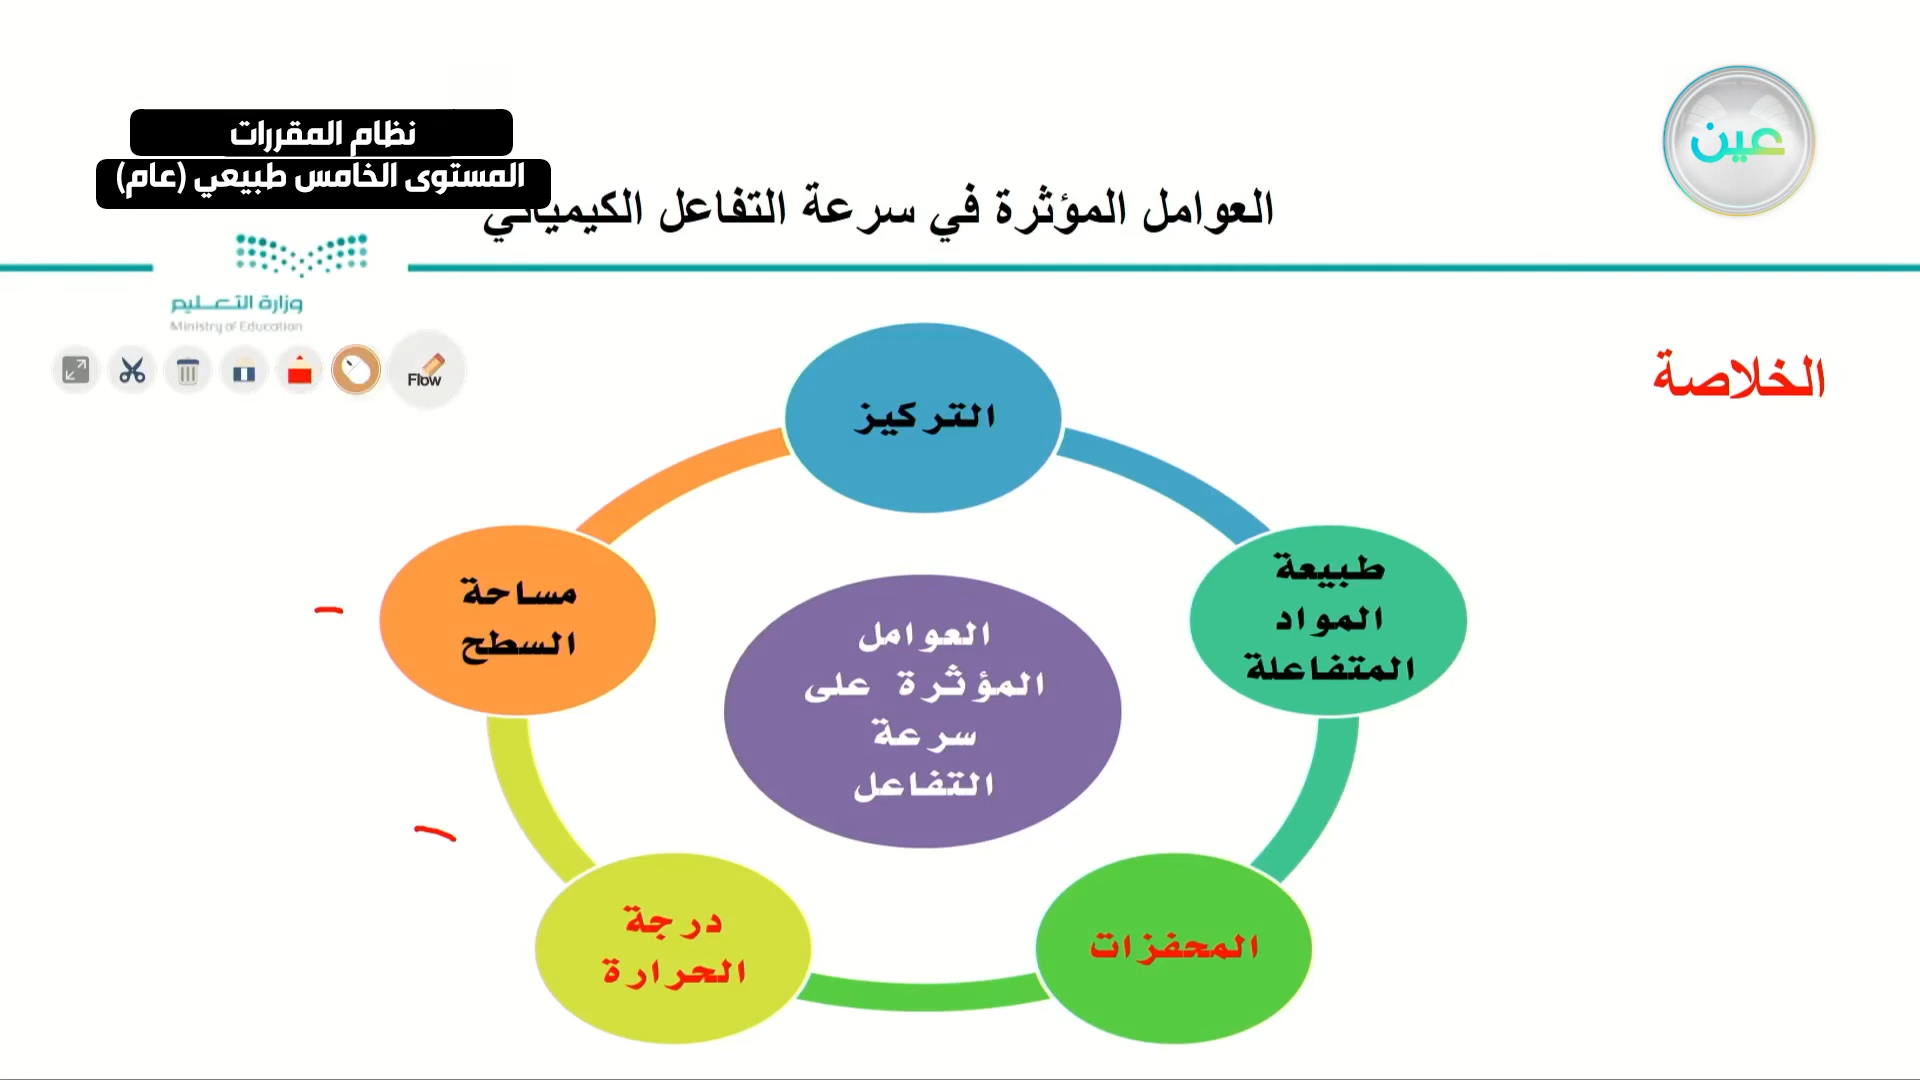 عين
نظام المقررات
المستوى الخامس طبيعي (عام)
العوامل المؤثرة في سرعة التفاعل الكيميائي
وزارة التعليم
Ministry of Education
Flow
الخلاصة
التركيز
طبيعة
المواد
المتفاعلة
مساحة
السطح
العوامل
المؤثرة على
سرعة
التفاعل
المحفزات
درجة
الحرارة